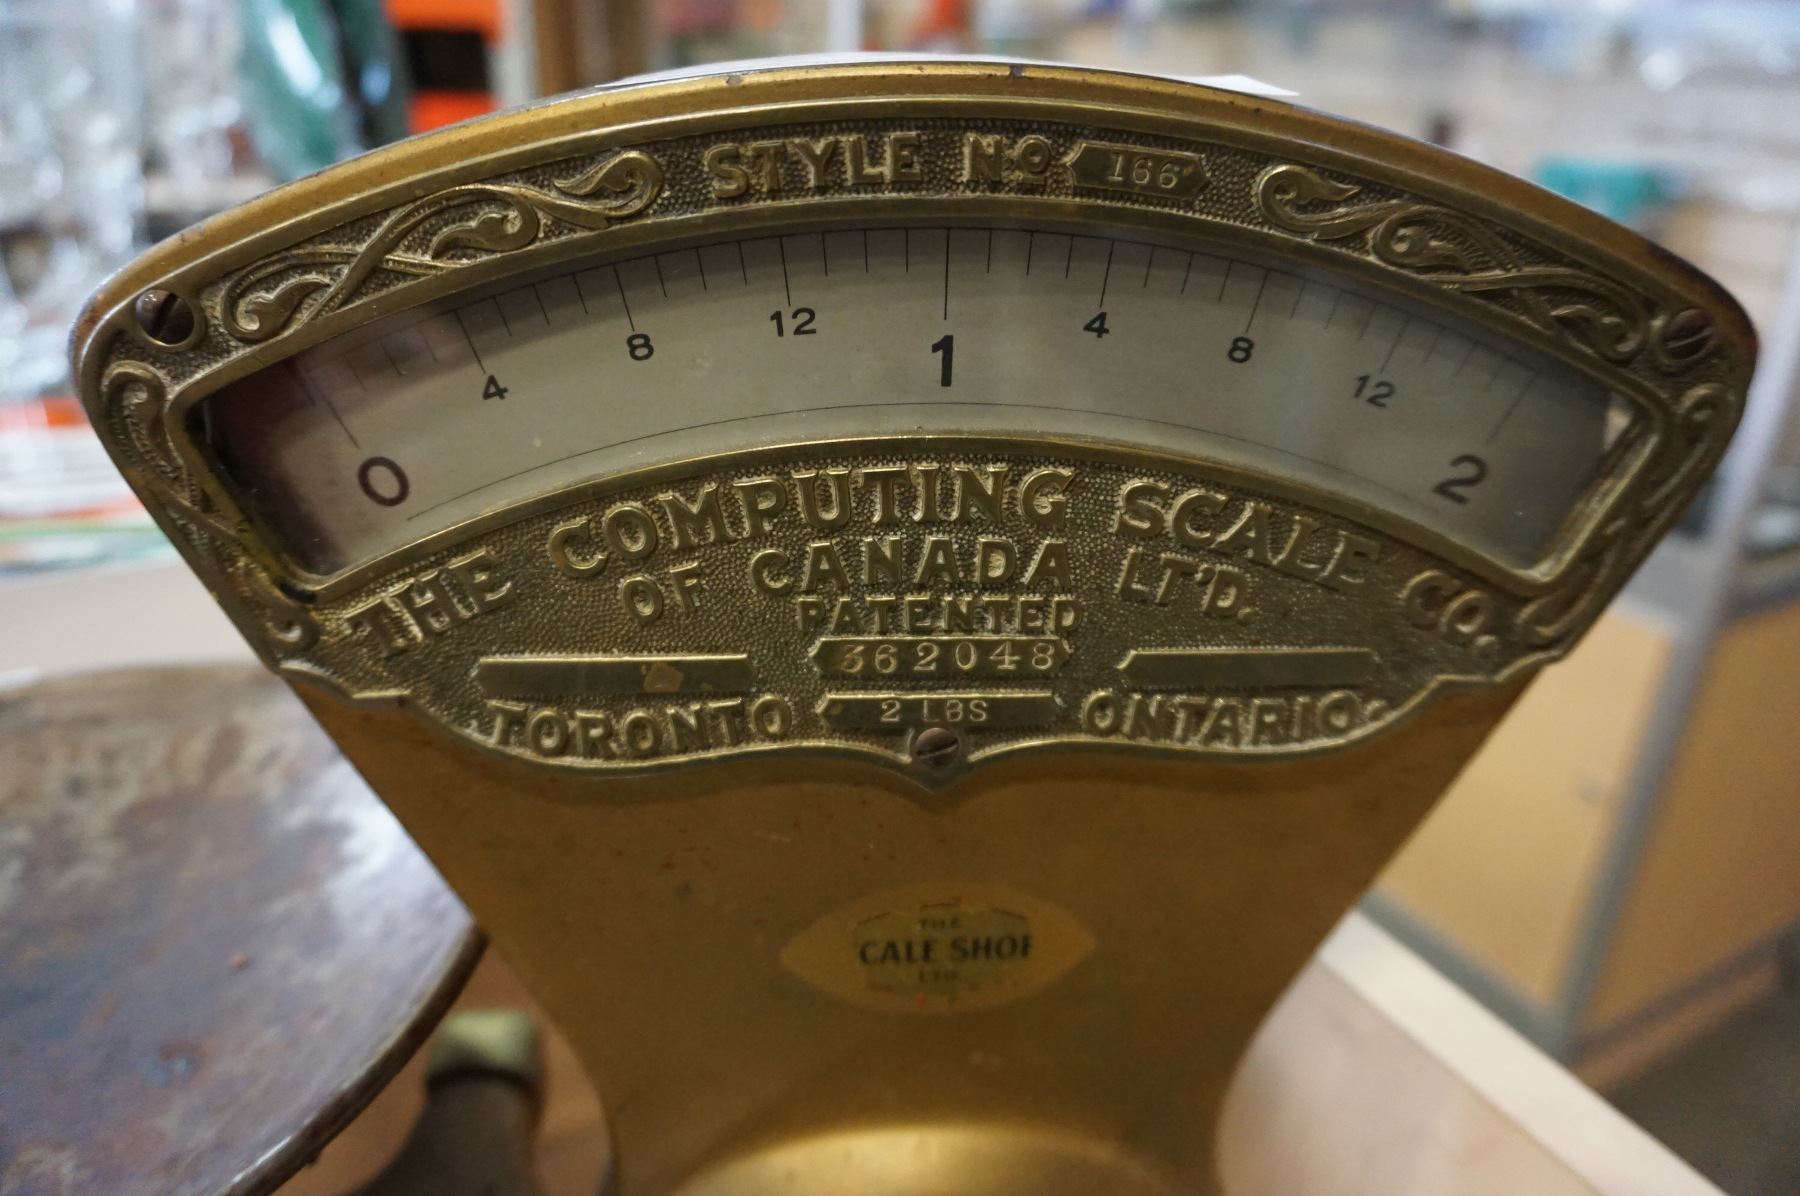 STYLE No 166
0 4 8 12 1 4 8 12 2
THE COMPUTING SCALE CO.
OF CANADA LT'D.
PATENTED
362048
TORONTO 2 LBS ONTARIO.
THE
CALE SHOP
LTD.